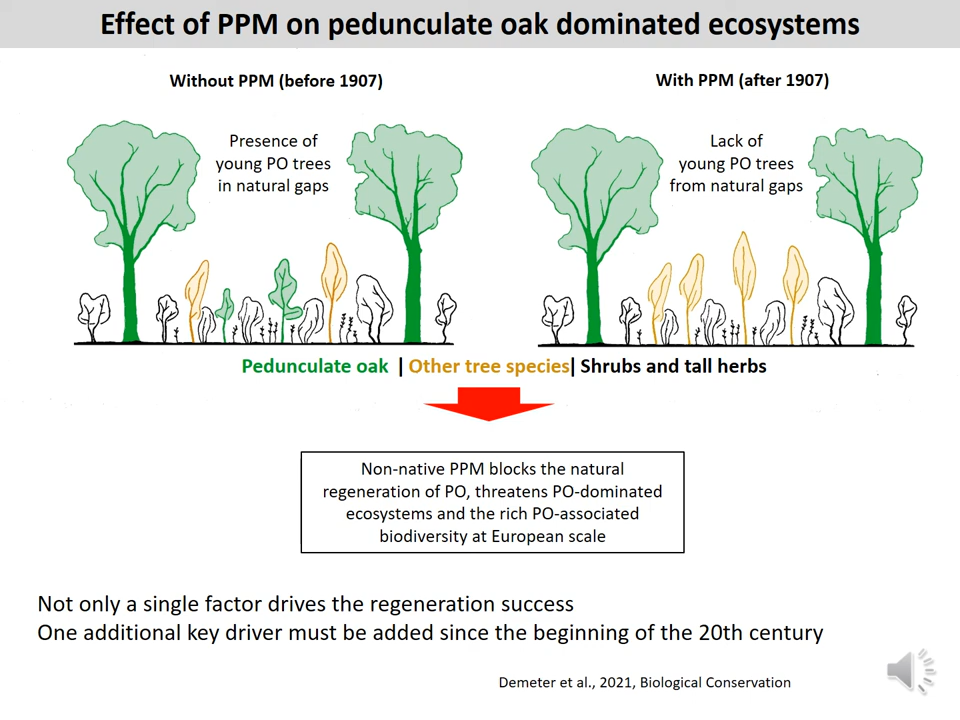 Effect of PPM on pedunculate oak dominated ecosystems
Without PPM (before 1907)
With PPM (after 1907)
Presence of
young PO trees
in natural gaps
Lack of
young PO trees
from natural gaps
Pedunculate oak | Other tree species| Shrubs and tall herbs
Non-native PPM blocks the natural
regeneration of PO, threatens PO-dominated
ecosystems and the rich PO-associated
biodiversity at European scale
Not only a single factor drives the regeneration success
One additional key driver must be added since the beginning of the 20th century
Demeter et al., 2021, Biological Conservation